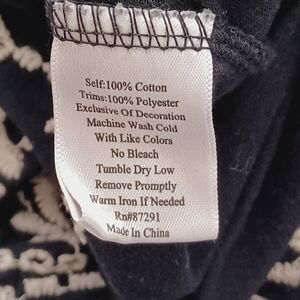 Self:100% Cotton
Trims:100% Polyester
Exclusive Of Decoration
Machine Wash Cold
With Like Colors
No Bleach
Tumble Dry Low
Remove Promptly
Warm Iron If Needed
Rn#87291
Made In China